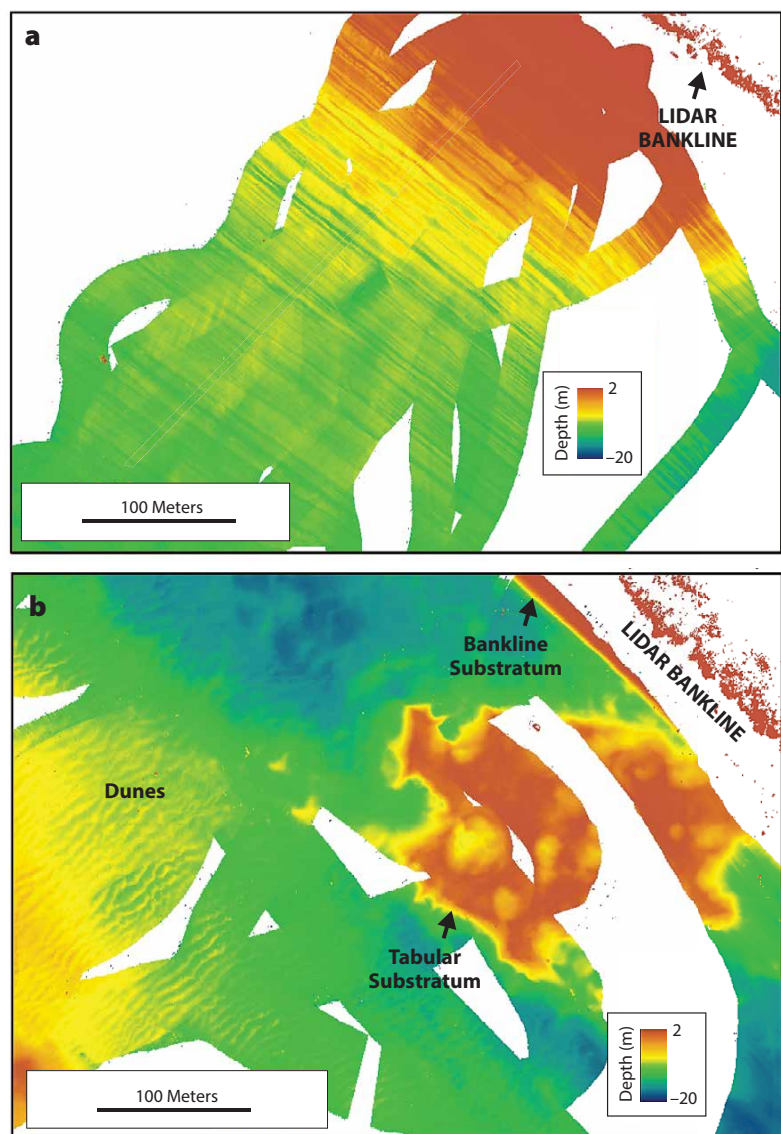 a
LIDAR
BANKLINE
Depth (m)
2
–20
100 Meters
b
Bankline
Substratum
LIDAR BANKLINE
Dunes
Tabular
Substratum
Depth (m)
2
–20
100 Meters